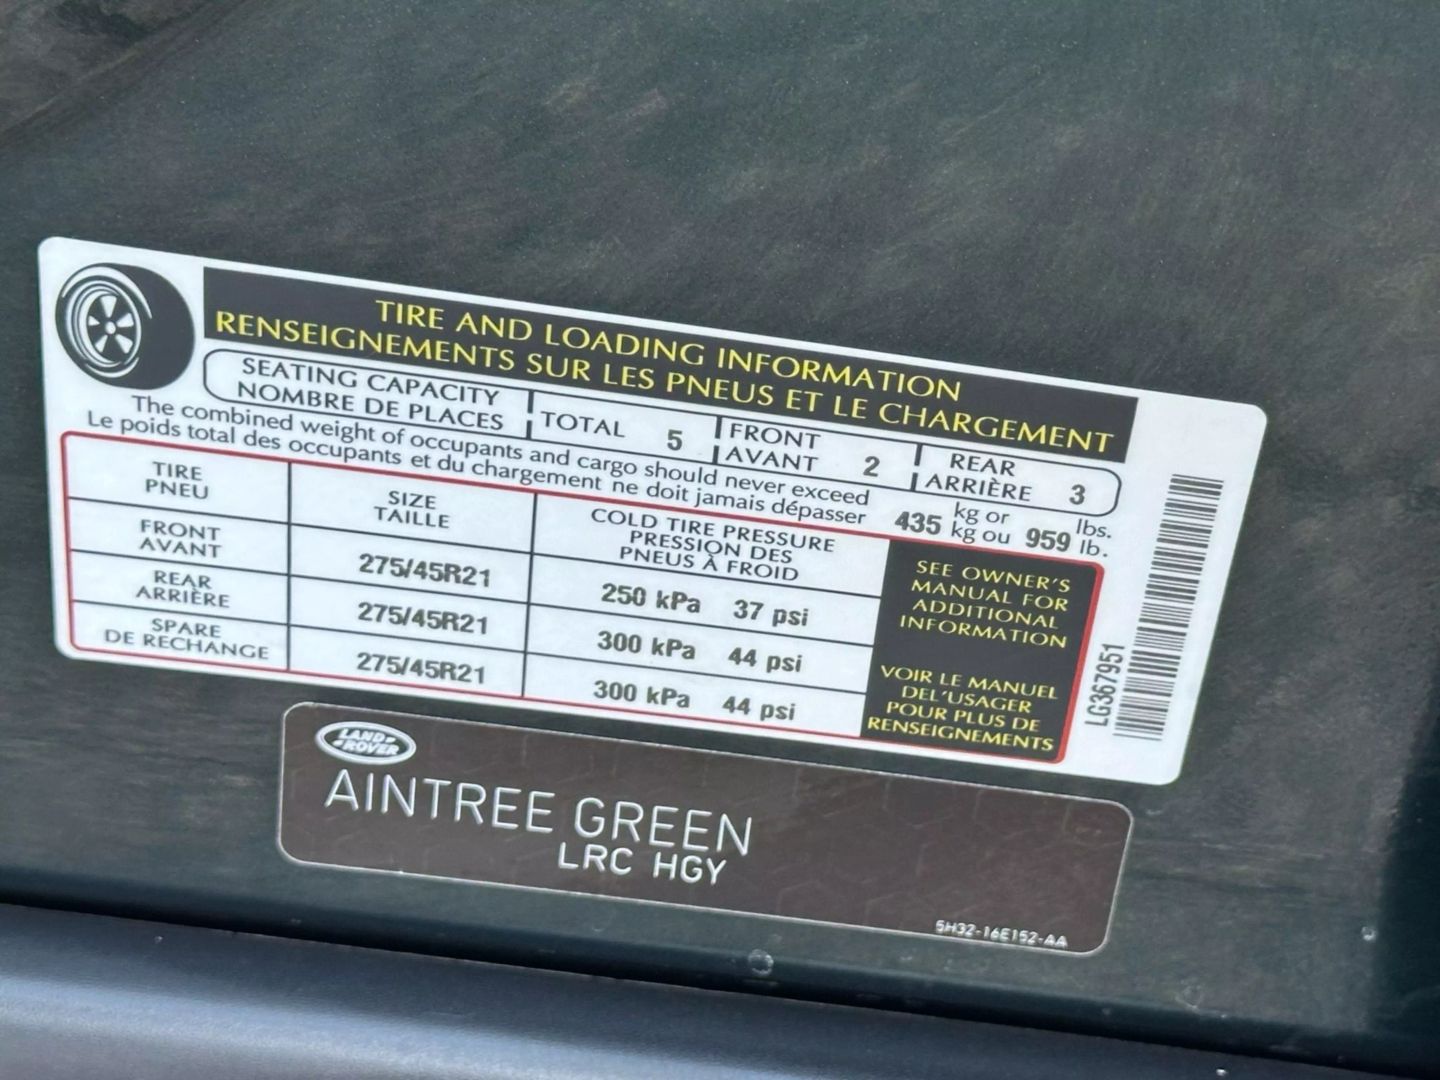 TIRE AND LOADING INFORMATION
RENSEIGNEMENTS SUR LES PNEUS ET LE CHARGEMENT
SEATING CAPACITY
NOMBRE DE PLACES
TOTAL 5
FRONT
AVANT 2
REAR
ARRIÈRE 3
The combined weight of occupants and cargo should never exceed
Le poids total des occupants et du chargement ne doit jamais dépasser
435 kg or
kg ou
959 lbs.
lb.
TIRE
PNEU
SIZE
TAILLE
COLD TIRE PRESSURE
PRESSION DES
PNEUS À FROID
FRONT
AVANT
275/45R21
250 kPa 37 psi
REAR
ARRIÈRE
275/45R21
300 kPa 44 psi
SPARE
DE RECHANGE
275/45R21
300 kPa 44 psi
SEE OWNER'S
MANUAL FOR
ADDITIONAL
INFORMATION
VOIR LE MANUEL
DEL'USAGER
POUR PLUS DE
RENSEIGNEMENTS
LG367951
LAND
ROVER
AINTREE GREEN
LRC HGY
5H32-16E152-AA